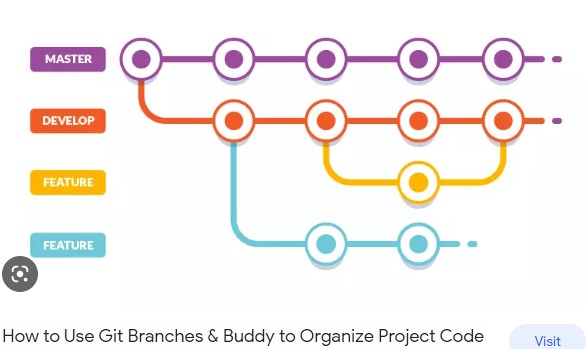 MASTER
DEVELOP
FEATURE
FEATURE
How to Use Git Branches & Buddy to Organize Project Code
Visit